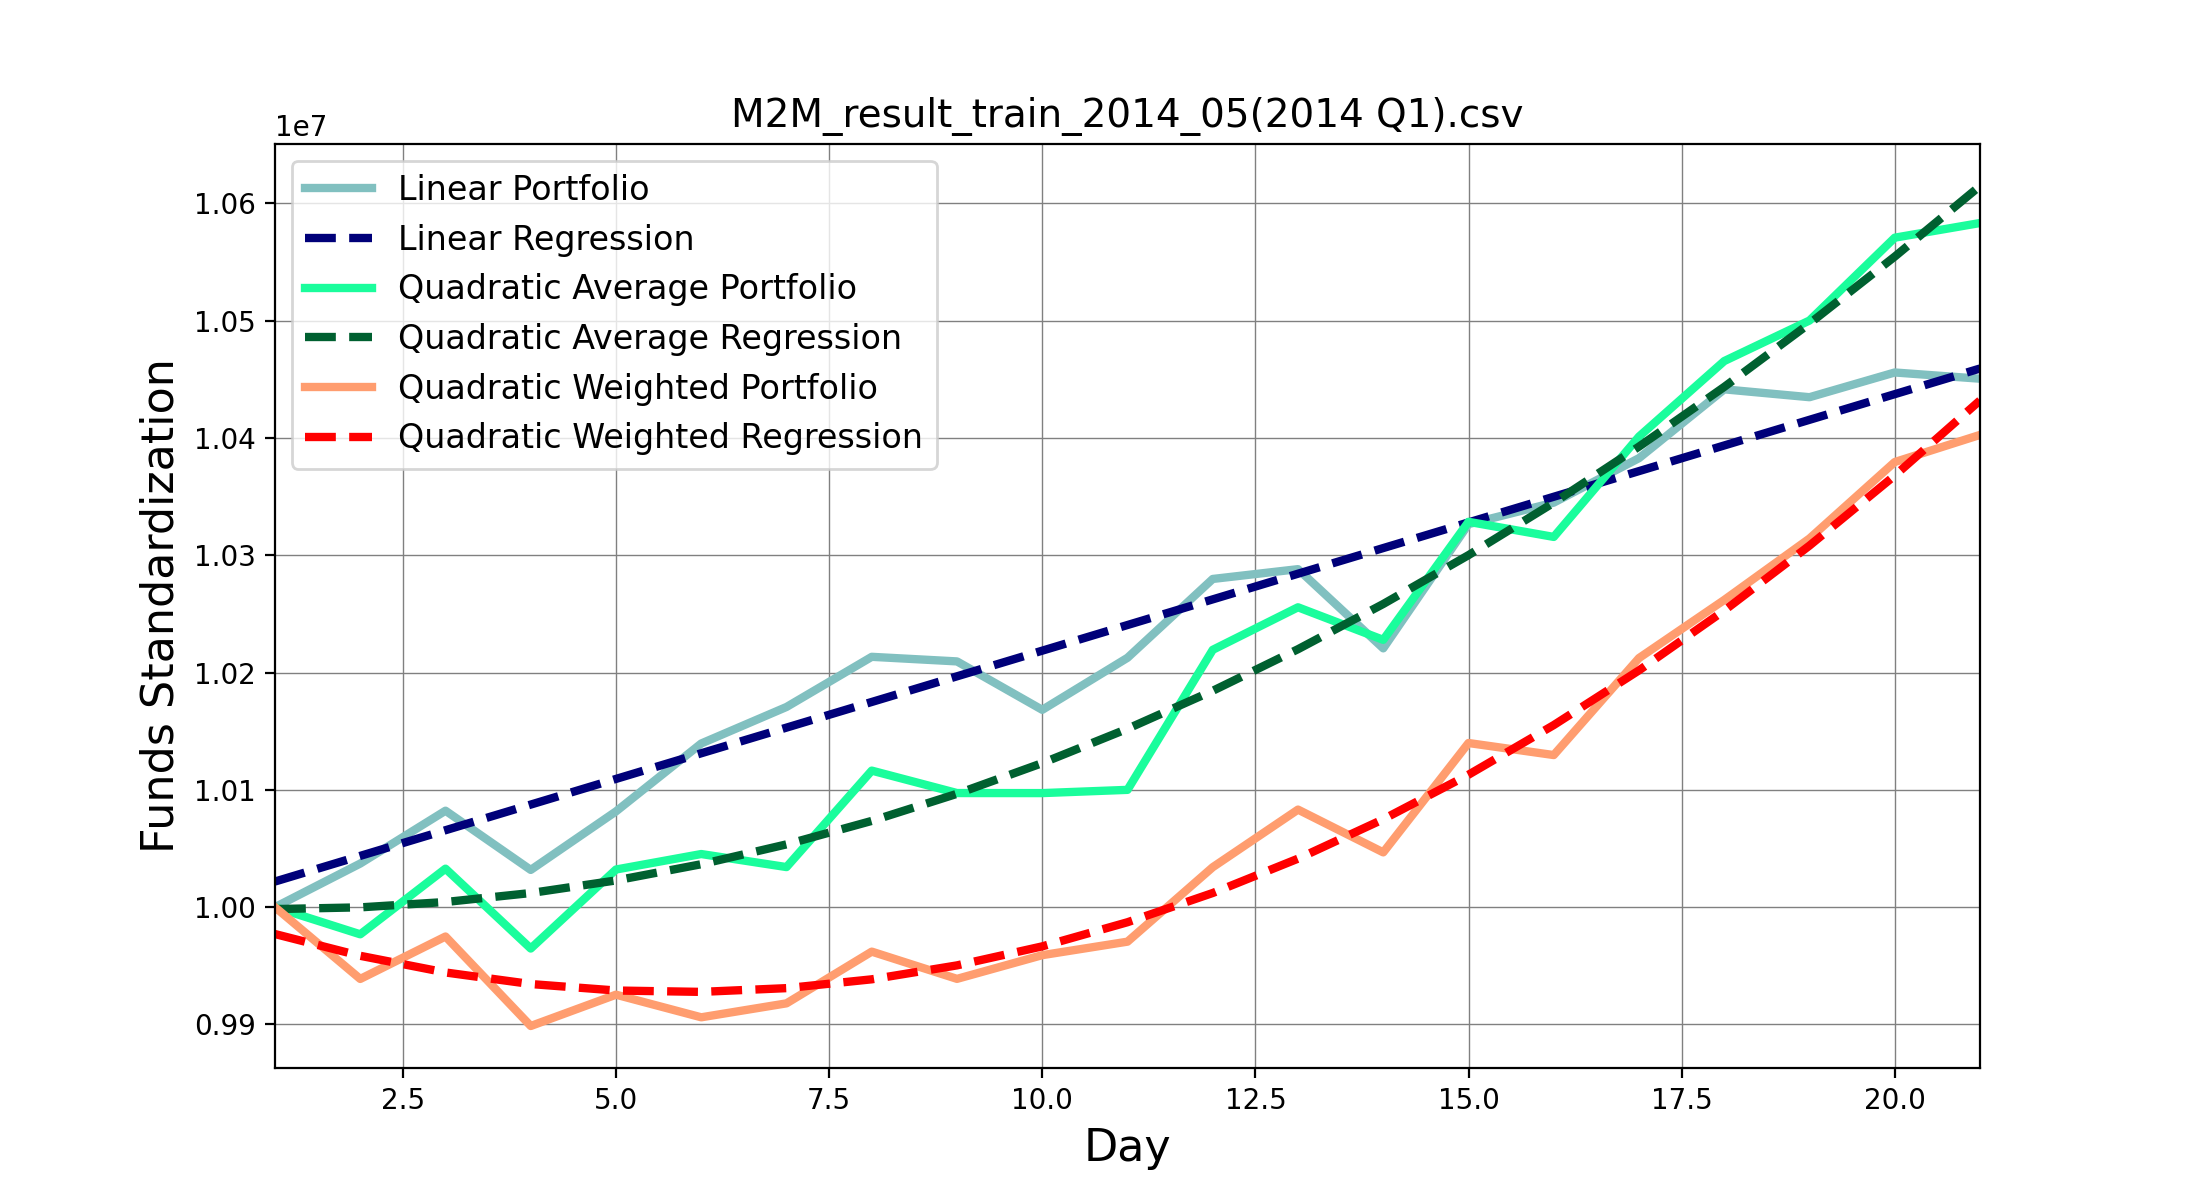 M2M_result_train_2014_05(2014 Q1).csv
1e7
Linear Portfolio
Linear Regression
Quadratic Average Portfolio
Quadratic Average Regression
Quadratic Weighted Portfolio
Quadratic Weighted Regression
1.06
1.05
1.04
1.03
1.02
1.01
1.00
0.99
Funds Standardization
2.5 5.0 7.5 10.0 12.5 15.0 17.5 20.0
Day